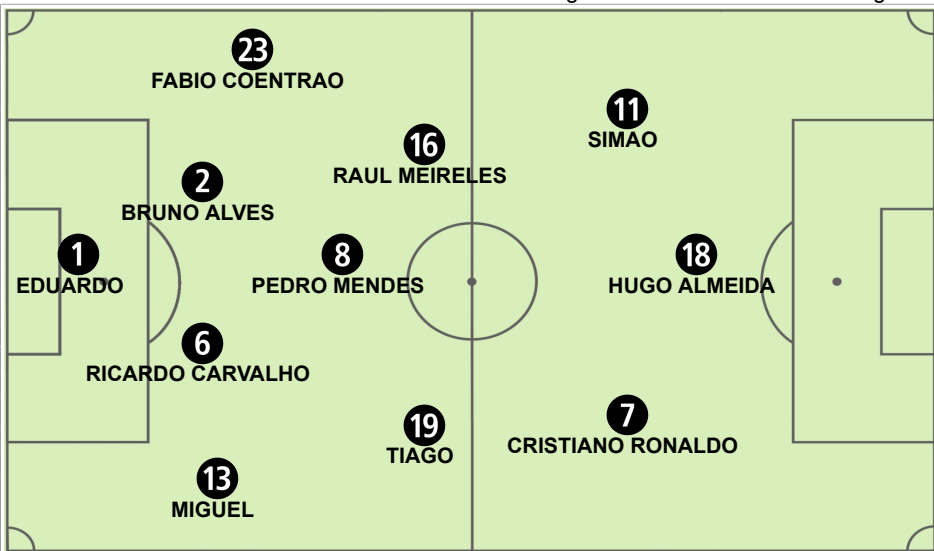 23
FABIO COENTRAO
11
SIMAO
16
RAUL MEIRELES
2
BRUNO ALVES
1
EDUARDO
8
PEDRO MENDES
18
HUGO ALMEIDA
6
RICARDO CARVALHO
7
CRISTIANO RONALDO
19
TIAGO
13
MIGUEL